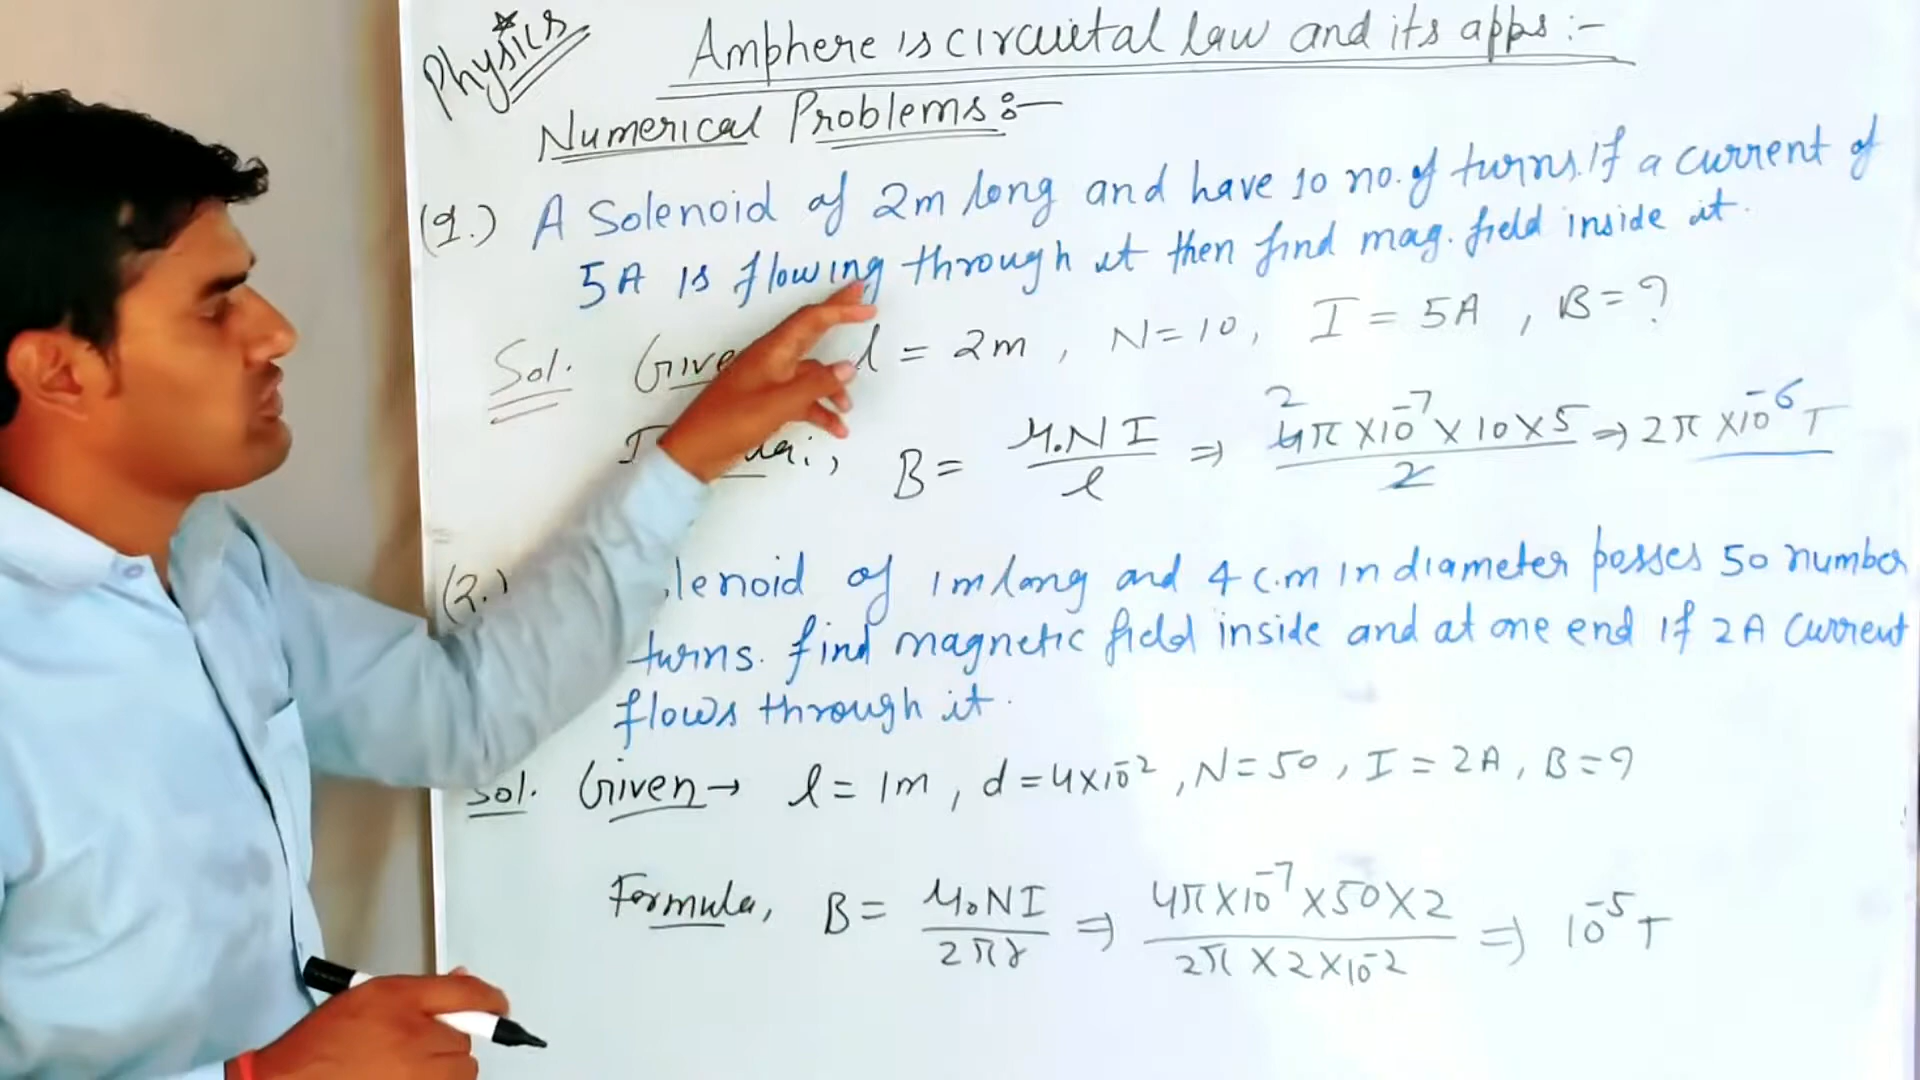 Physics
Amphere is circuietal law and its apps :-
Numerical Problems :-
(1.) A Solenoid of 2m long and have 10 no. of turns. If a current of
5A is flowing through it then find mag. field inside it.
Sol. Given l = 2m , N = 10, I = 5A , B = ?
B = μ₀NI / l ⇒ 4π × 10⁻⁷ × 10 × 5 / 2 ⇒ 2π × 10⁻⁶ T
2
(2.) lenoid of 1m long and 4 c.m in diameter posses 50 number
turns. find magnetic field inside and at one end if 2A Current
flows through it.
Sol. Given → l = 1m , d = 4×10⁻² , N = 50 , I = 2A , B = ?
Formula, B = μ₀NI / 2πr ⇒ 4π × 10⁻⁷ × 50 × 2 / 2π × 2 × 10⁻² ⇒ 10⁻⁵ T